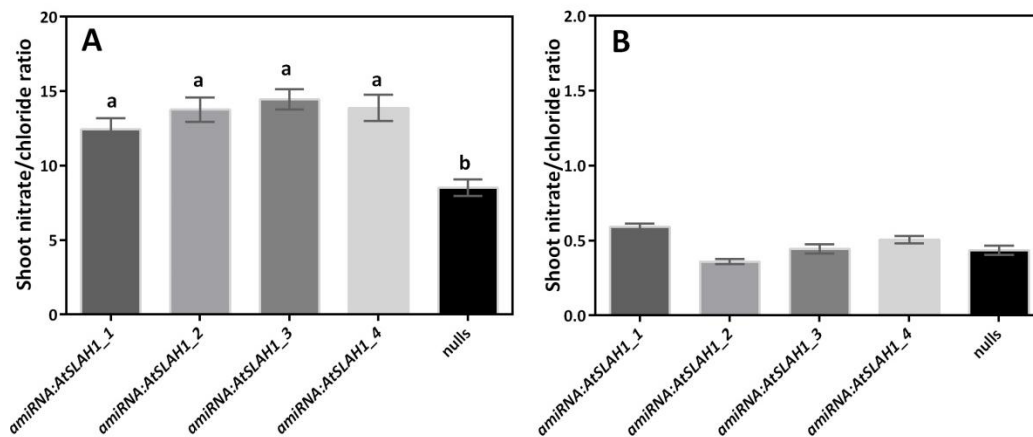 A
Shoot nitrate/chloride ratio
20
15
10
5
0
a
a
a
a
b
amiRNA:AtSLAH1_1
amiRNA:AtSLAH1_2
amiRNA:AtSLAH1_3
amiRNA:AtSLAH1_4
nulls
B
Shoot nitrate/chloride ratio
2.0
1.5
1.0
0.5
0.0
amiRNA:AtSLAH1_1
amiRNA:AtSLAH1_2
amiRNA:AtSLAH1_3
amiRNA:AtSLAH1_4
nulls